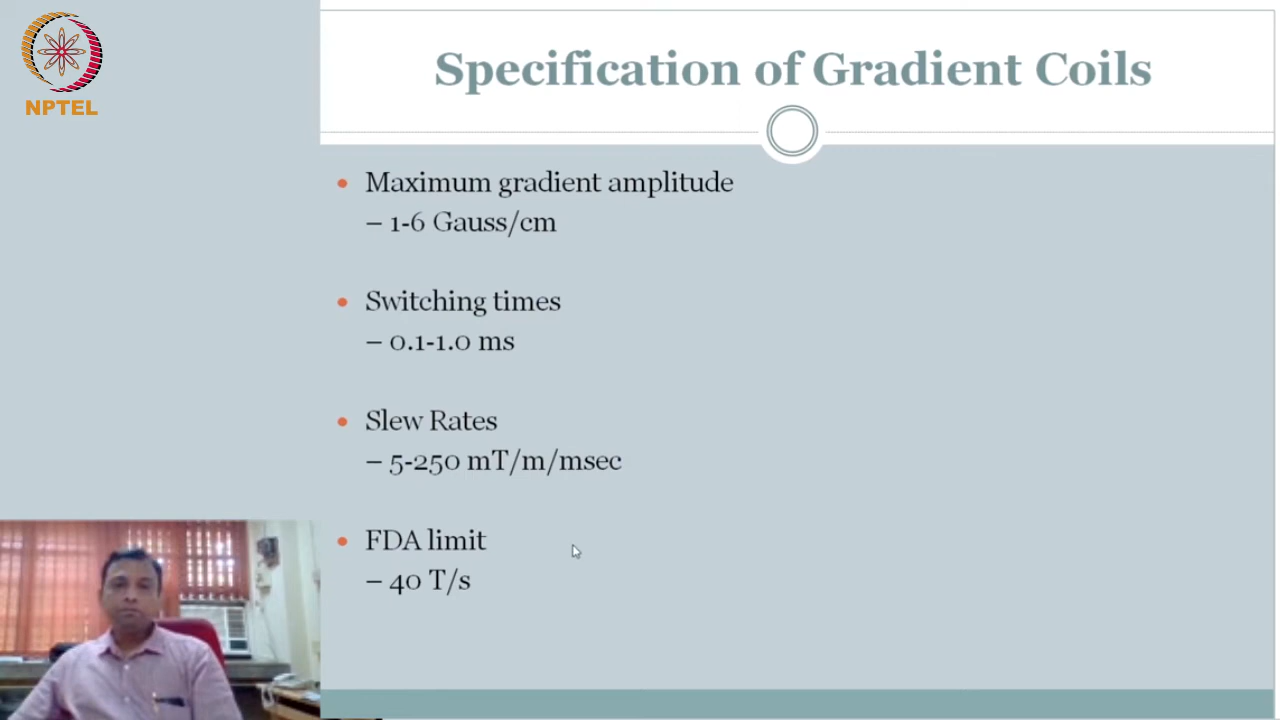 NPTEL
Specification of Gradient Coils
• Maximum gradient amplitude
– 1-6 Gauss/cm
• Switching times
– 0.1-1.0 ms
• Slew Rates
– 5-250 mT/m/msec
• FDA limit
– 40 T/s